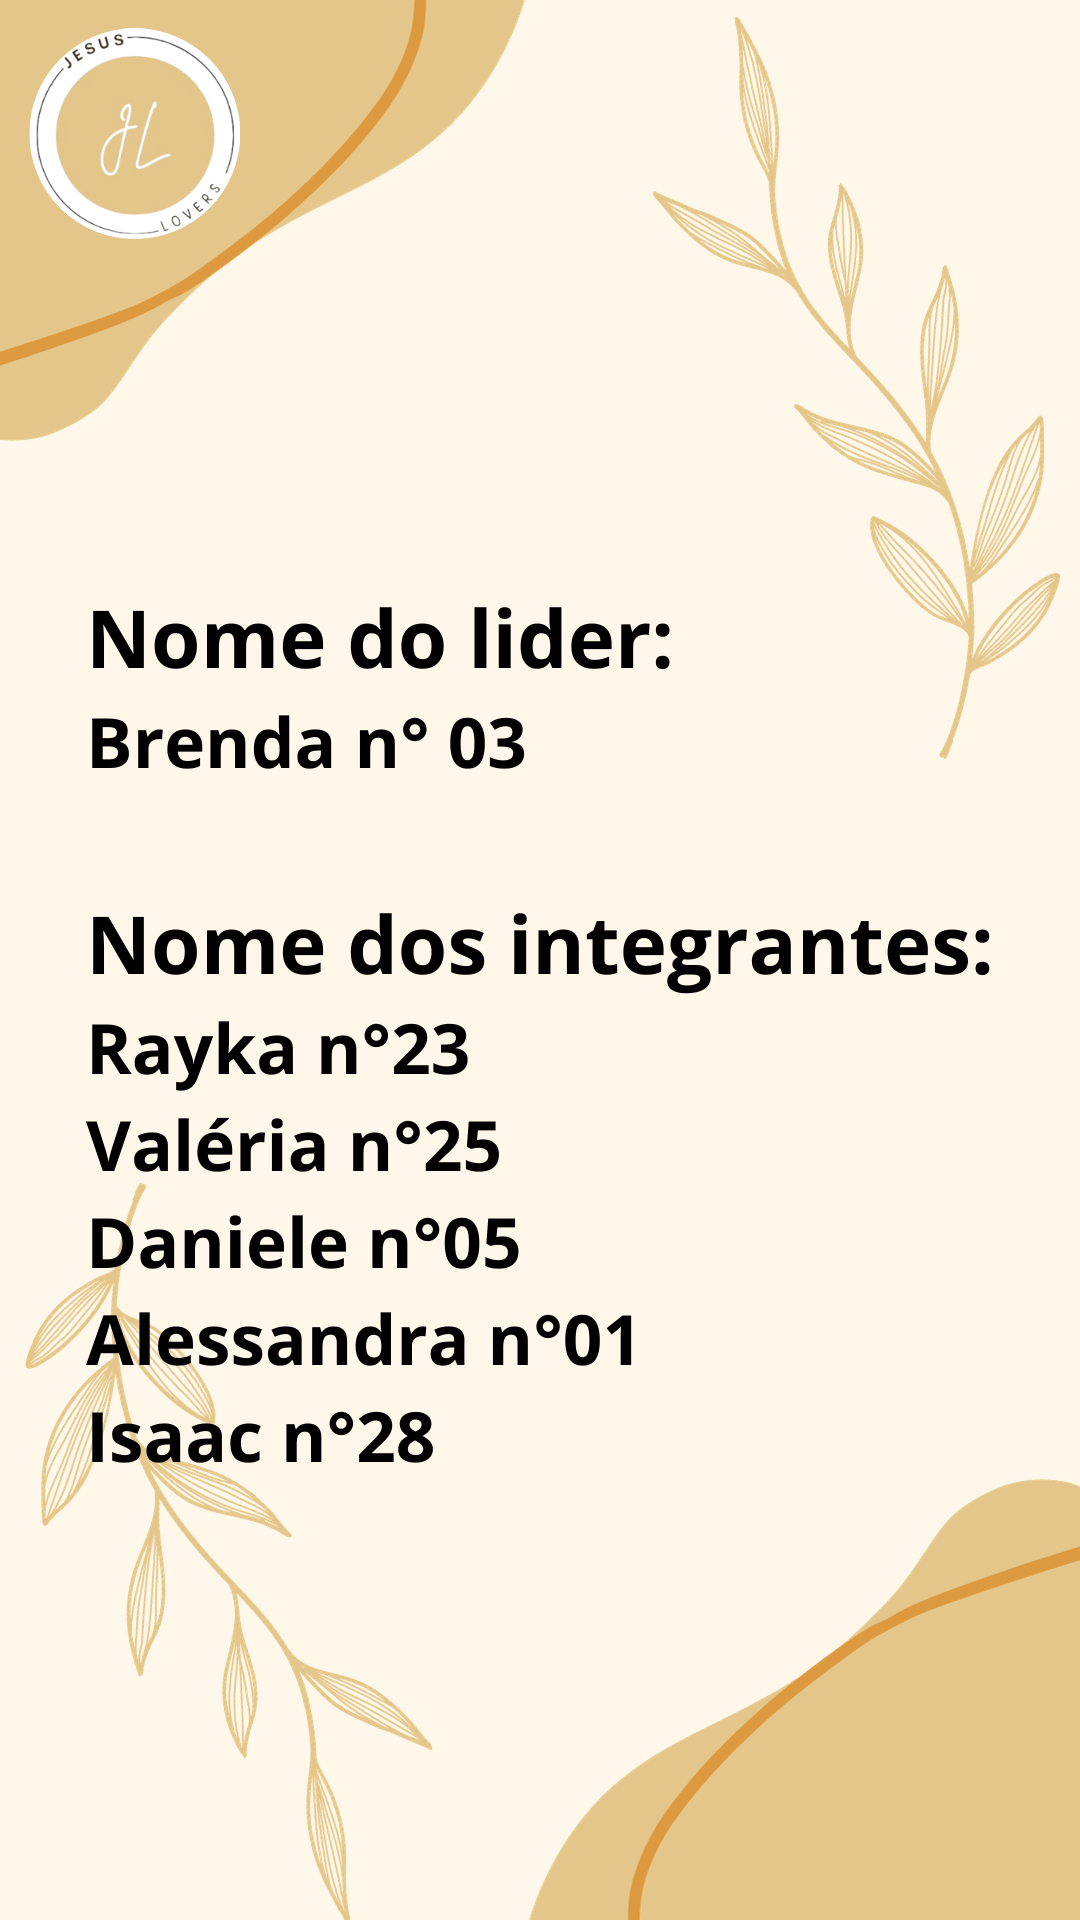 JESUS
JL
LOVERS
Nome do lider:
Brenda n° 03
Nome dos integrantes:
Rayka n°23
Valéria n°25
Daniele n°05
Alessandra n°01
Isaac n°28